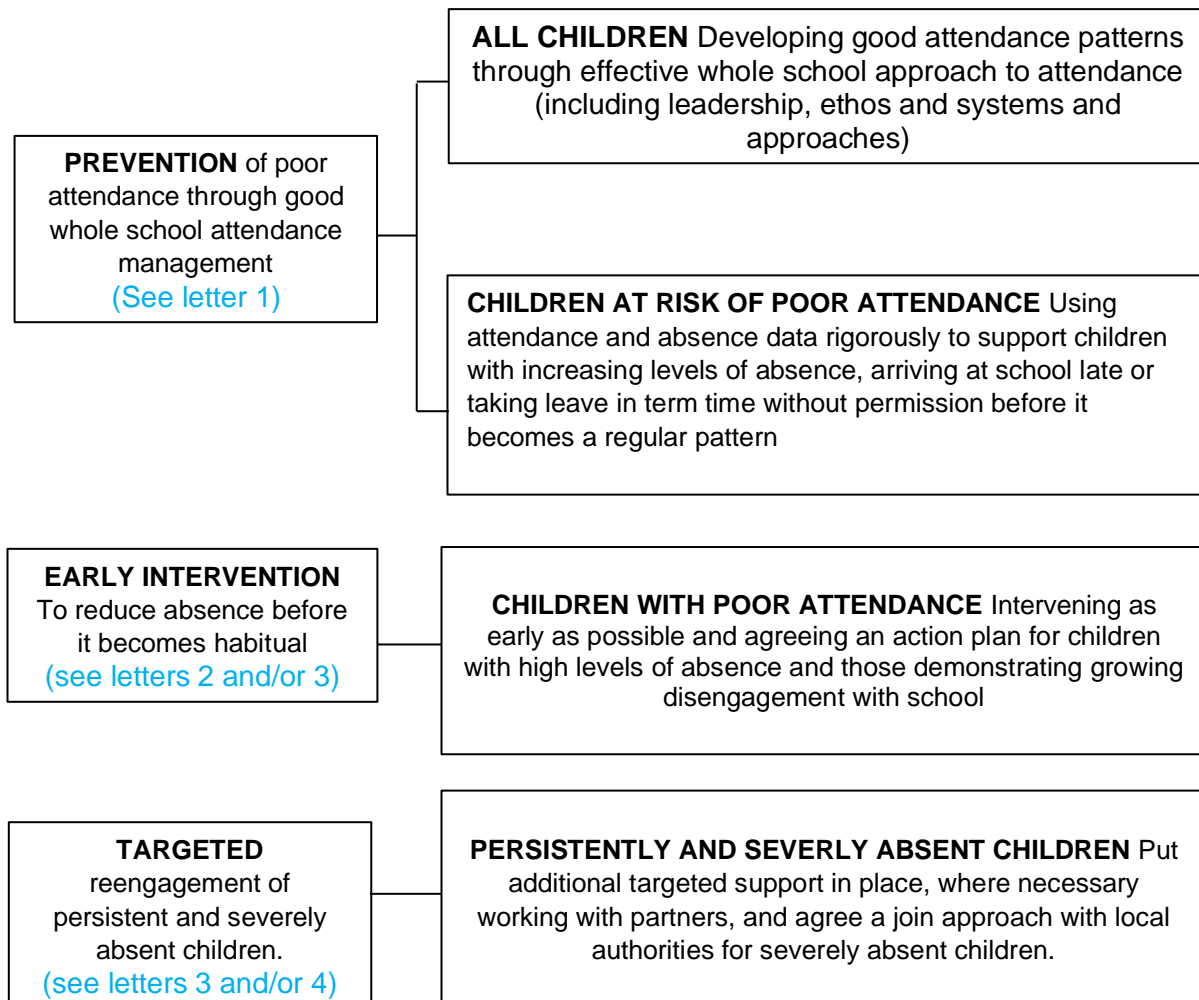 ALL CHILDREN Developing good attendance patterns
through effective whole school approach to attendance
(including leadership, ethos and systems and
approaches)
PREVENTION of poor
attendance through good
whole school attendance
management
(See letter 1)
CHILDREN AT RISK OF POOR ATTENDANCE Using
attendance and absence data rigorously to support children
with increasing levels of absence, arriving at school late or
taking leave in term time without permission before it
becomes a regular pattern
EARLY INTERVENTION
To reduce absence before
it becomes habitual
(see letters 2 and/or 3)
CHILDREN WITH POOR ATTENDANCE Intervening as
early as possible and agreeing an action plan for children
with high levels of absence and those demonstrating growing
disengagement with school
TARGETED
reengagement of
persistent and severely
absent children.
(see letters 3 and/or 4)
PERSISTENTLY AND SEVERLY ABSENT CHILDREN Put
additional targeted support in place, where necessary
working with partners, and agree a join approach with local
authorities for severely absent children.